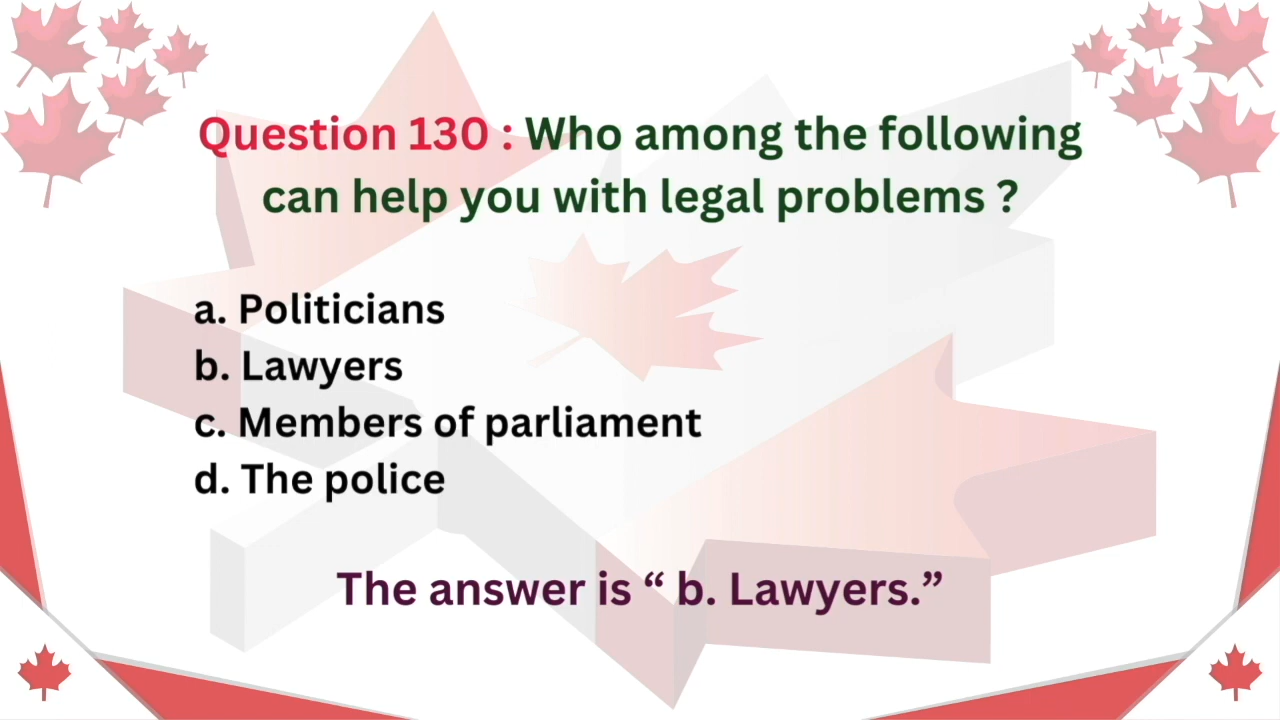 Question 130 : Who among the following
can help you with legal problems ?
a. Politicians
b. Lawyers
c. Members of parliament
d. The police
The answer is “ b. Lawyers.”